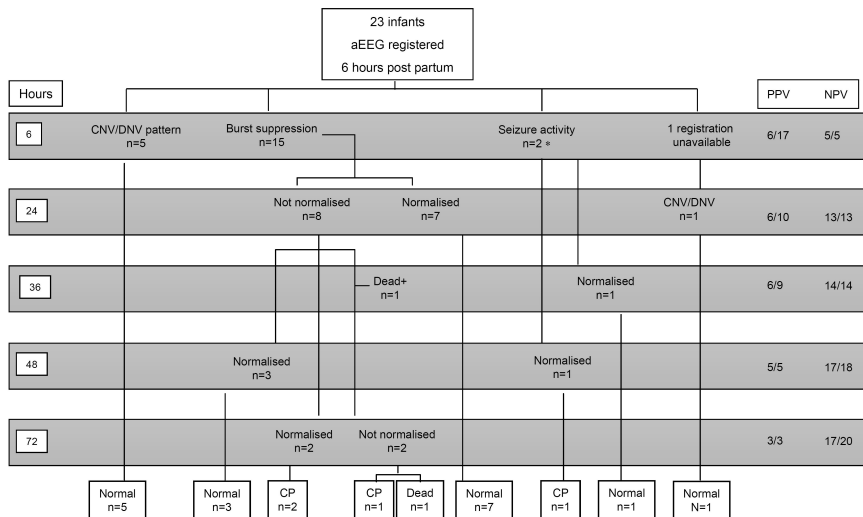 23 infants
aEEG registered
6 hours post partum
Hours
PPV NPV
6
CNV/DNV pattern
n=5
Burst suppression
n=15
Seizure activity
n=2 *
1 registration
unavailable
6/17 5/5
24
Not normalised
n=8
Normalised
n=7
CNV/DNV
n=1
6/10 13/13
36
Dead+
n=1
Normalised
n=1
6/9 14/14
48
Normalised
n=3
Normalised
n=1
5/5 17/18
72
Normalised
n=2
Not normalised
n=2
3/3 17/20
Normal
n=5
Normal
n=3
CP
n=2
CP
n=1
Dead
n=1
Normal
n=7
CP
n=1
Normal
n=1
Normal
N=1